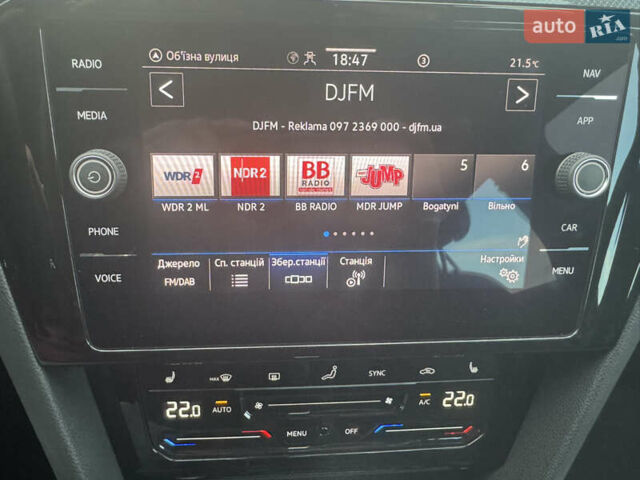 auto RIA.com
RADIO
Об'їзна вулиця 18:47 3 21.5°C
NAV
MEDIA
DJFM
APP
DJFM - Reklama 097 2369 000 - djfm.ua
WDR 2 NDR 2 BB RADIO JUMP 5 6
WDR 2 ML NDR 2 BB RADIO MDR JUMP Bogatyni Вільно
PHONE
CAR
VOICE
Джерело Сп. станцій Збер.станції Станція Настройки
FM/DAB
MENU
MAX SYNC
22.0 AUTO A/C 22.0
MENU OFF